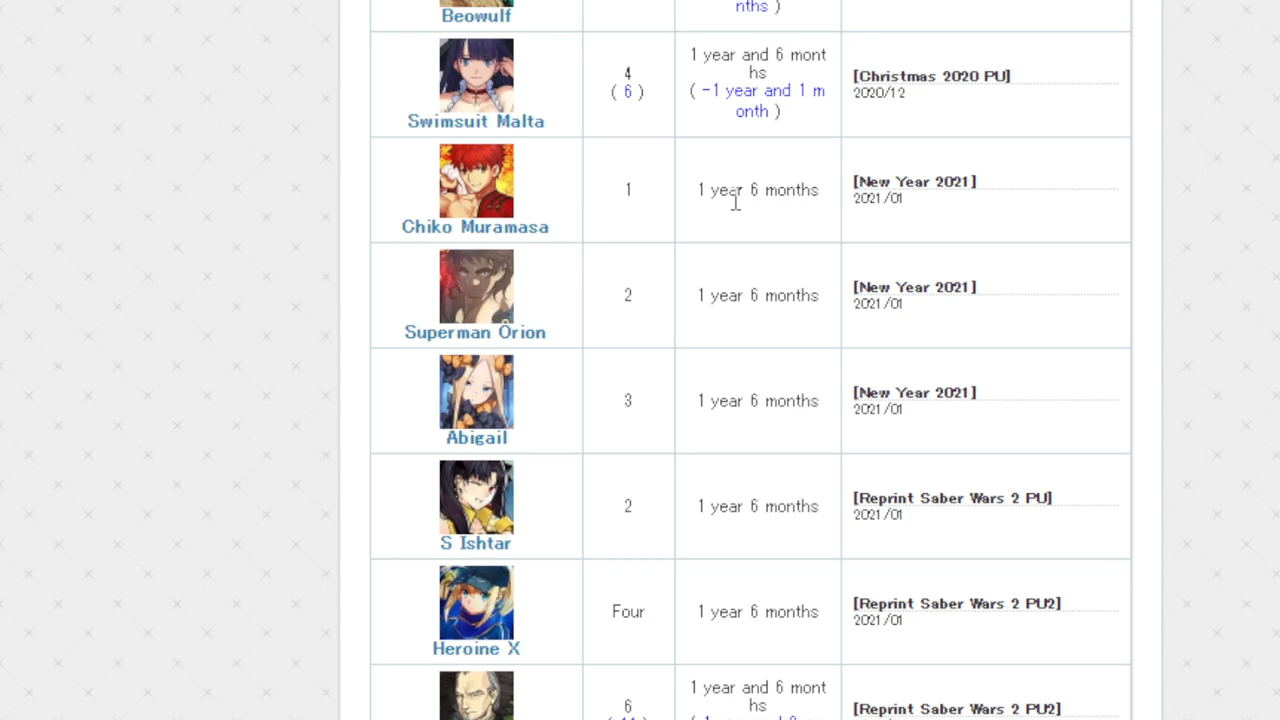 nths )
Beowulf
4
( 6 )
1 year and 6 mont
hs
( -1 year and 1 m
onth )
[Christmas 2020 PU]
2020/12
Swimsuit Malta
1
1 year 6 months
[New Year 2021]
2021/01
Chiko Muramasa
2
1 year 6 months
[New Year 2021]
2021/01
Superman Orion
3
1 year 6 months
[New Year 2021]
2021/01
Abigail
2
1 year 6 months
[Reprint Saber Wars 2 PU]
2021/01
S Ishtar
Four
1 year 6 months
[Reprint Saber Wars 2 PU2]
2021/01
Heroine X
6
1 year and 6 mont
hs
[Reprint Saber Wars 2 PU2]